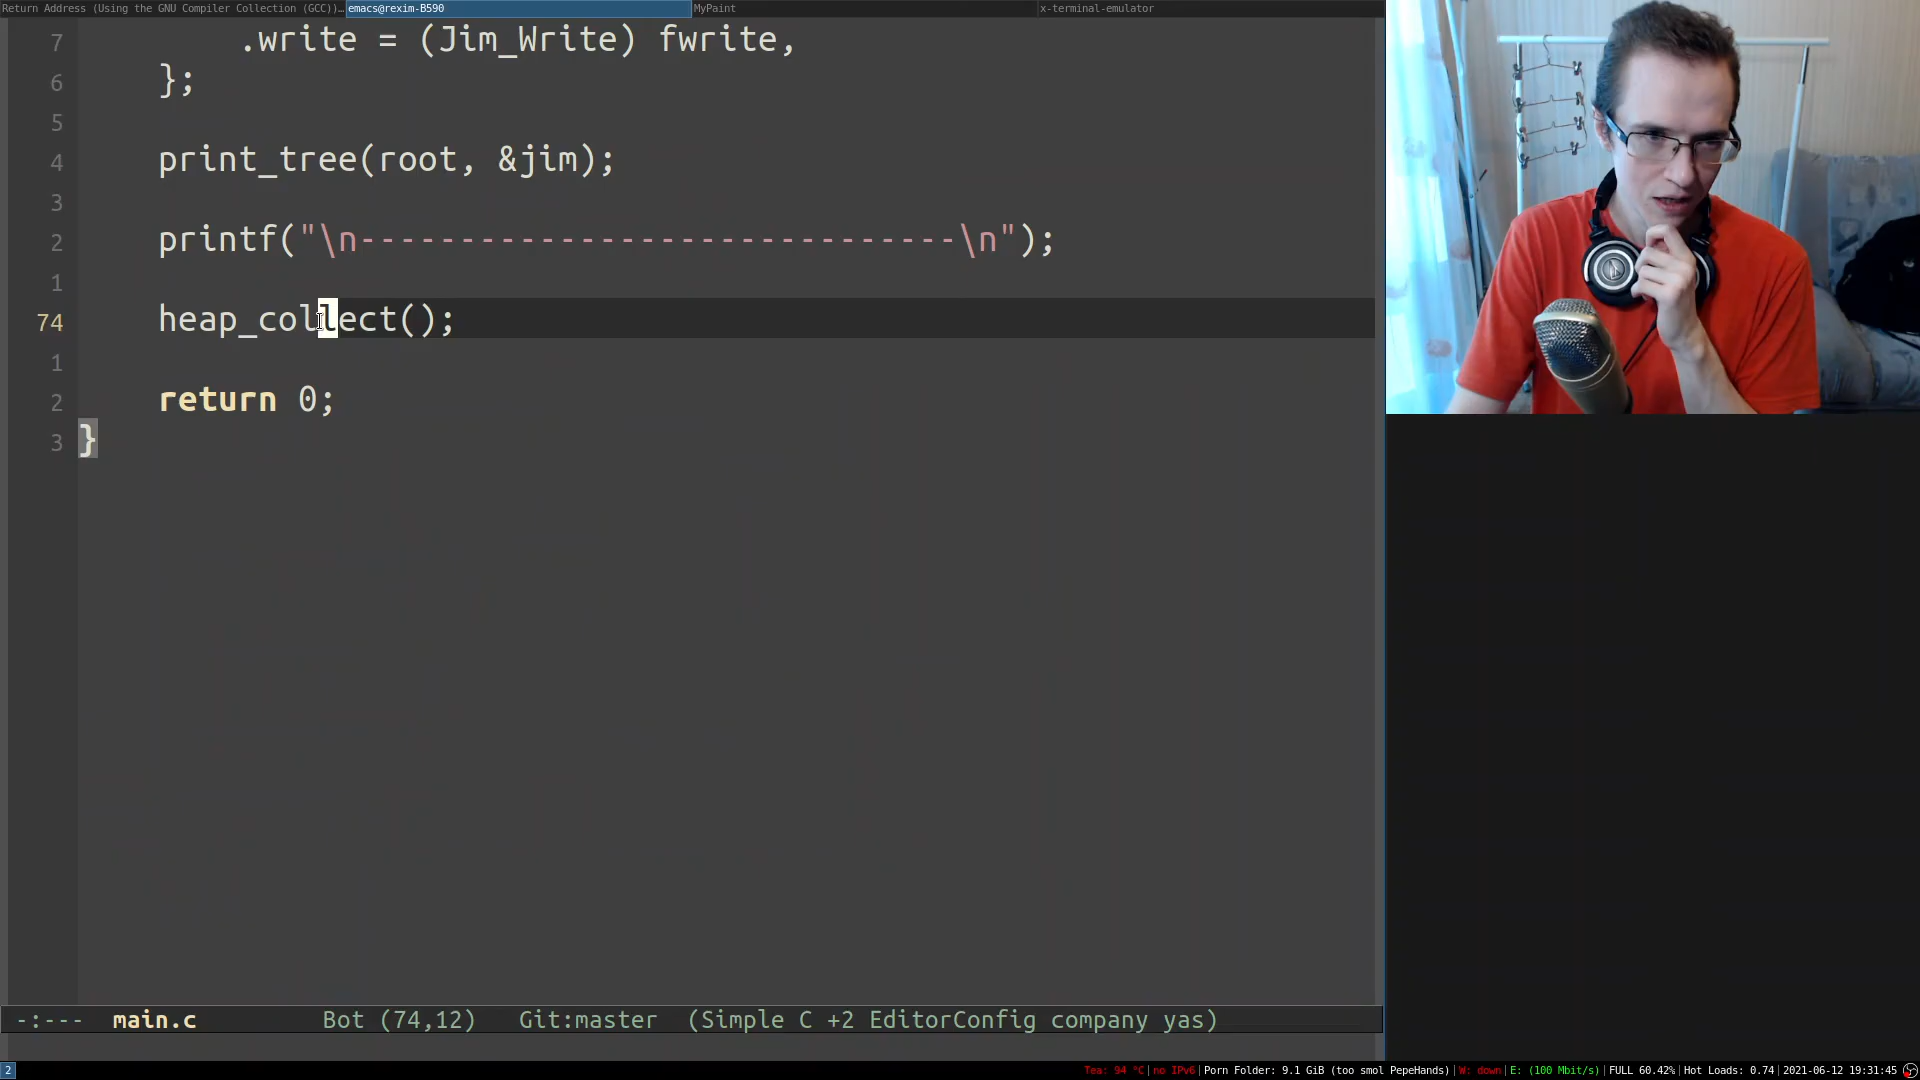 Return Address (Using the GNU Compiler Collection (GCC))... emacs@rexim-B590 MyPaint x-terminal-emulator
7 .write = (Jim_Write) fwrite,
6 };
5
4 print_tree(root, &jim);
3
2 printf("\n------------------------------\n");
1
74 heap_collect();
1
2 return 0;
3 }
-:--- main.c Bot (74,12) Git:master (Simple C +2 EditorConfig company yas)
2 Tea: 94 °C|no IPv6|Porn Folder: 9.1 GiB (too smol PepeHands)|W: down|E: (100 Mbit/s)|FULL 60.42%|Hot Loads: 0.74|2021-06-12 19:31:45